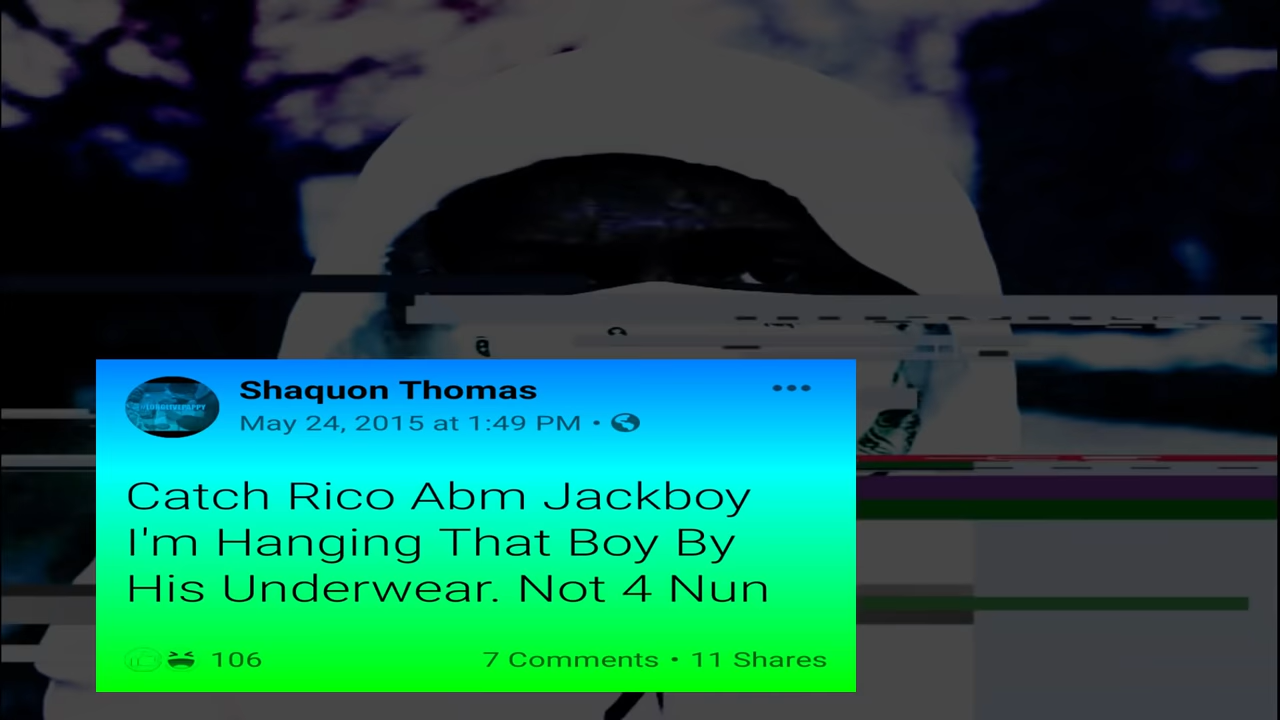 Shaquon Thomas
May 24, 2015 at 1:49 PM •
Catch Rico Abm Jackboy
I'm Hanging That Boy By
His Underwear. Not 4 Nun
106
7 Comments • 11 Shares